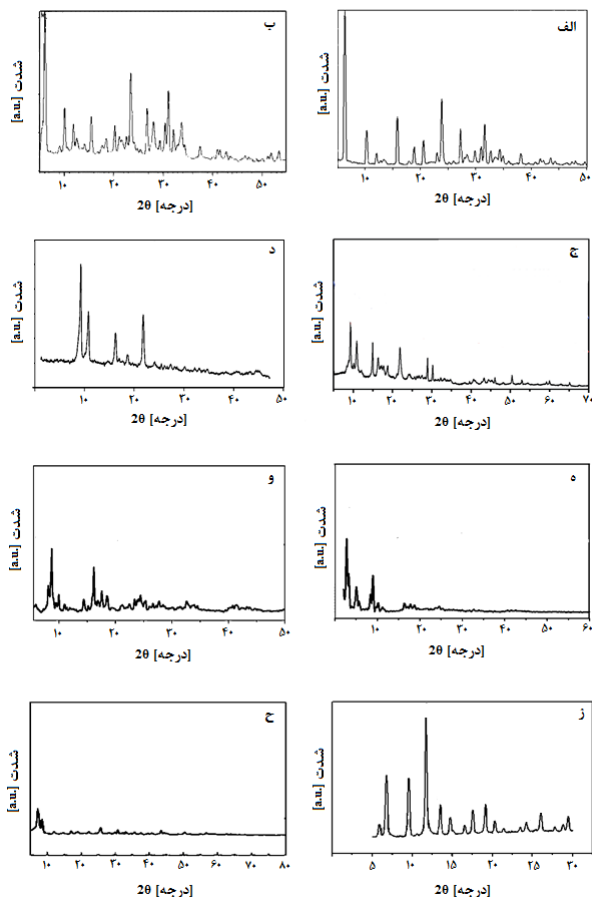 الف
شدت [a.u.]
۱۰ ۲۰ ۳۰ ۴۰ ۵۰
2θ [درجه]
ب
شدت [a.u.]
۱۰ ۲۰ ۳۰ ۴۰ ۵۰
2θ [درجه]
ج
شدت [a.u.]
۱۰ ۲۰ ۳۰ ۴۰ ۵۰ ۶۰ ۷۰
2θ [درجه]
د
شدت [a.u.]
۱۰ ۲۰ ۳۰ ۴۰ ۵۰
2θ [درجه]
ه
شدت [a.u.]
۱۰ ۲۰ ۳۰ ۴۰ ۵۰ ۶۰
2θ [درجه]
و
شدت [a.u.]
۱۰ ۲۰ ۳۰ ۴۰ ۵۰
2θ [درجه]
ز
شدت [a.u.]
۵ ۱۰ ۱۵ ۲۰ ۲۵ ۳۰
2θ [درجه]
ح
شدت [a.u.]
۱۰ ۲۰ ۳۰ ۴۰ ۵۰ ۶۰ ۷۰ ۸۰
2θ [درجه]